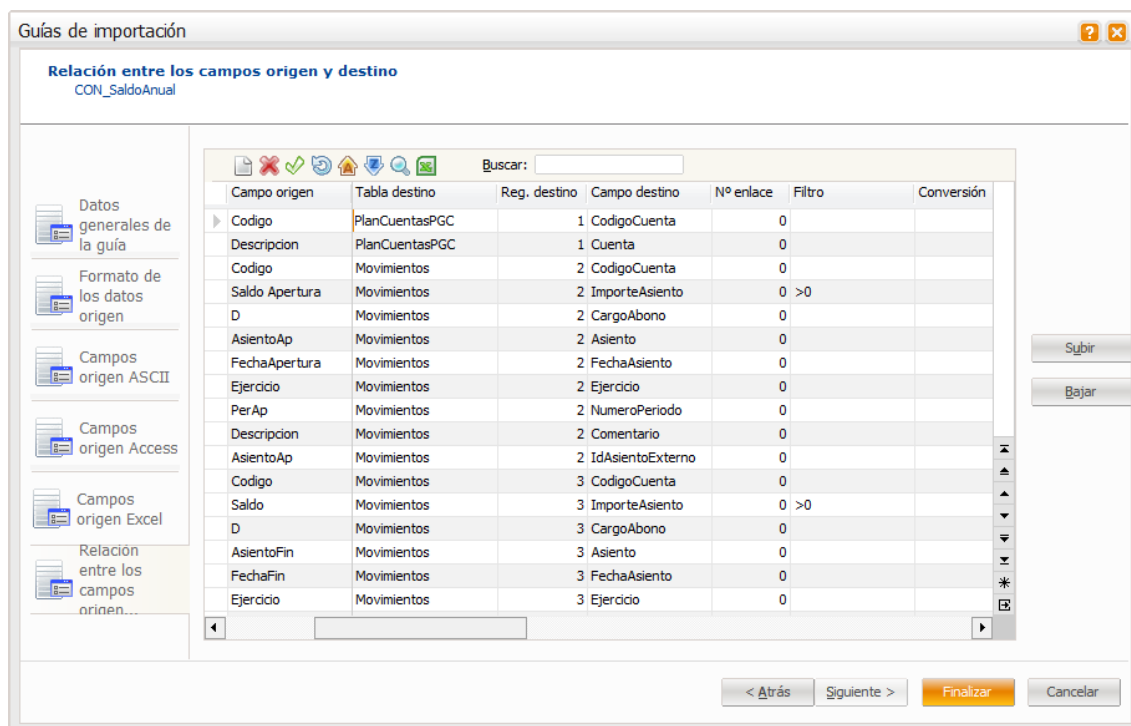 Guías de importación
Relación entre los campos origen y destino
CON_SaldoAnual
Buscar:
Campo origen Tabla destino Reg. destino Campo destino Nº enlace Filtro Conversión
Codigo PlanCuentasPGC 1 CodigoCuenta 0
Descripcion PlanCuentasPGC 1 Cuenta 0
Codigo Movimientos 2 CodigoCuenta 0
Saldo Apertura Movimientos 2 ImporteAsiento 0 >0
D Movimientos 2 CargoAbono 0
AsientoAp Movimientos 2 Asiento 0
FechaApertura Movimientos 2 FechaAsiento 0
Ejercicio Movimientos 2 Ejercicio 0
PerAp Movimientos 2 NumeroPeriodo 0
Descripcion Movimientos 2 Comentario 0
AsientoAp Movimientos 2 IdAsientoExterno 0
Codigo Movimientos 3 CodigoCuenta 0
Saldo Movimientos 3 ImporteAsiento 0 >0
D Movimientos 3 CargoAbono 0
AsientoFin Movimientos 3 Asiento 0
FechaFin Movimientos 3 FechaAsiento 0
Ejercicio Movimientos 3 Ejercicio 0
Datos
generales de
la guía
Formato de
los datos
origen
Campos
origen ASCII
Campos
origen Access
Campos
origen Excel
Relación
entre los
campos
origen...
Subir
Bajar
< Atrás Siguiente > Finalizar Cancelar